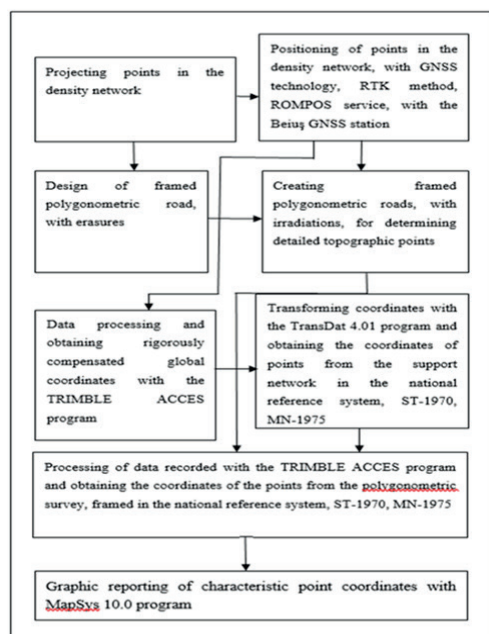 Projecting points in the
density network
Positioning of points in the
density network, with GNSS
technology, RTK method,
ROMPOS service, with the
Beiuș GNSS station
Design of framed
polygonometric road,
with erasures
Creating framed
polygonometric roads, with
irradiations, for determining
detailed topographic points
Data processing and
obtaining rigorously
compensated global
coordinates with the
TRIMBLE ACCES
program
Transforming coordinates with
the TransDat 4.01 program and
obtaining the coordinates of
points from the support
network in the national
reference system, ST-1970,
MN-1975
Processing of data recorded with the TRIMBLE ACCES program
and obtaining the coordinates of the points from the polygonometric
survey, framed in the national reference system, ST-1970, MN-1975
Graphic reporting of characteristic point coordinates with
MapSys 10.0 program